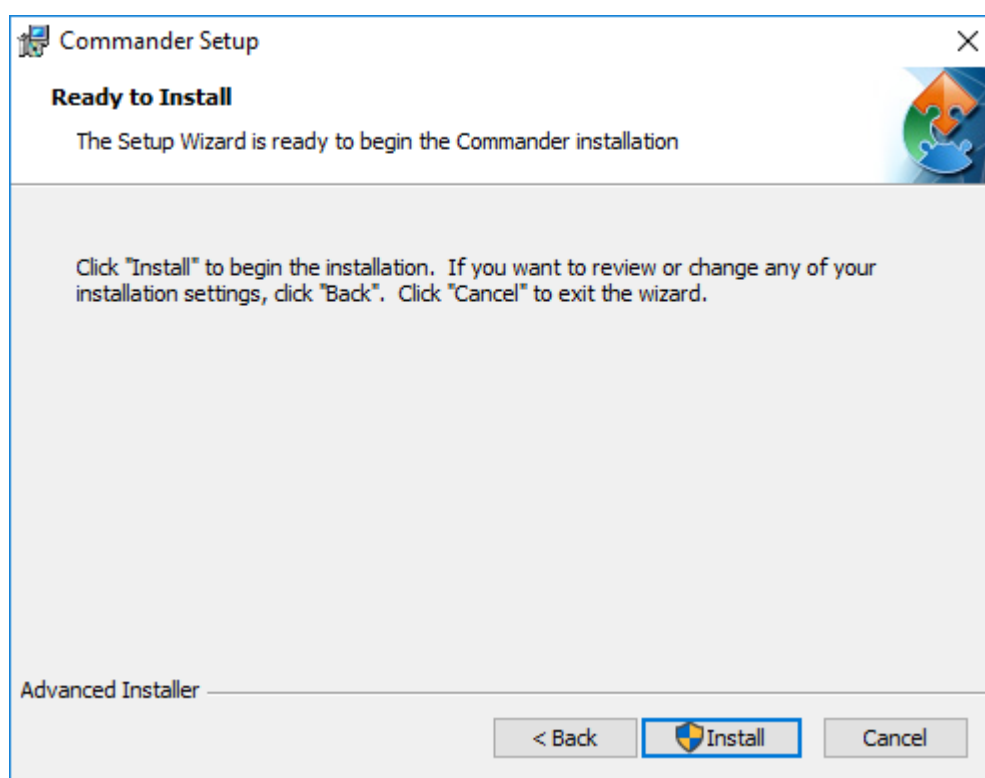 Commander Setup
Ready to Install
The Setup Wizard is ready to begin the Commander installation
Click "Install" to begin the installation.  If you want to review or change any of your
installation settings, click "Back".  Click "Cancel" to exit the wizard.
Advanced Installer
< Back
Install
Cancel